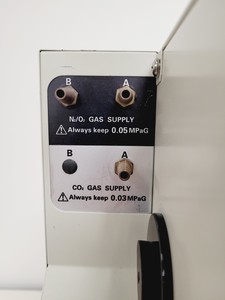 B A
N₂/O₂ GAS SUPPLY
⚠Always keep 0.05MPaG
B A
CO₂ GAS SUPPLY
⚠Always keep 0.03MPaG